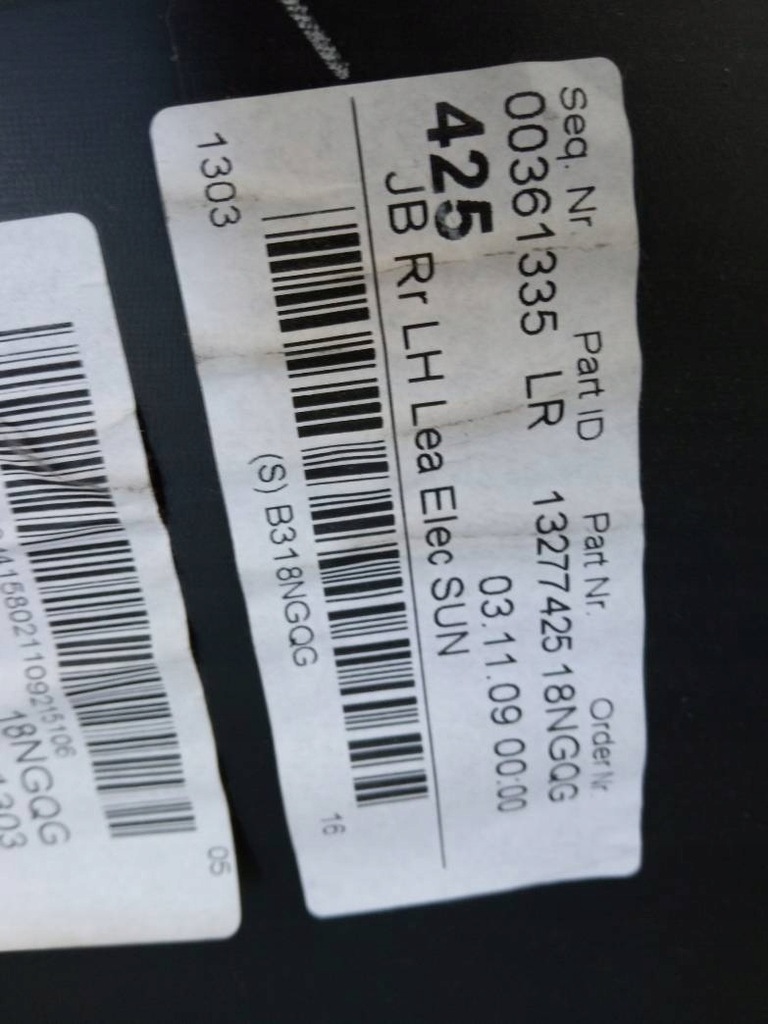 Seq. Nr Part ID Part Nr. Order Nr.
00361335 LR 13277425 18NGQG
425 03.11.09 00:00
JB Rr LH Lea Elec SUN
1303 (S) B318NGQG 16
05
18NGQG